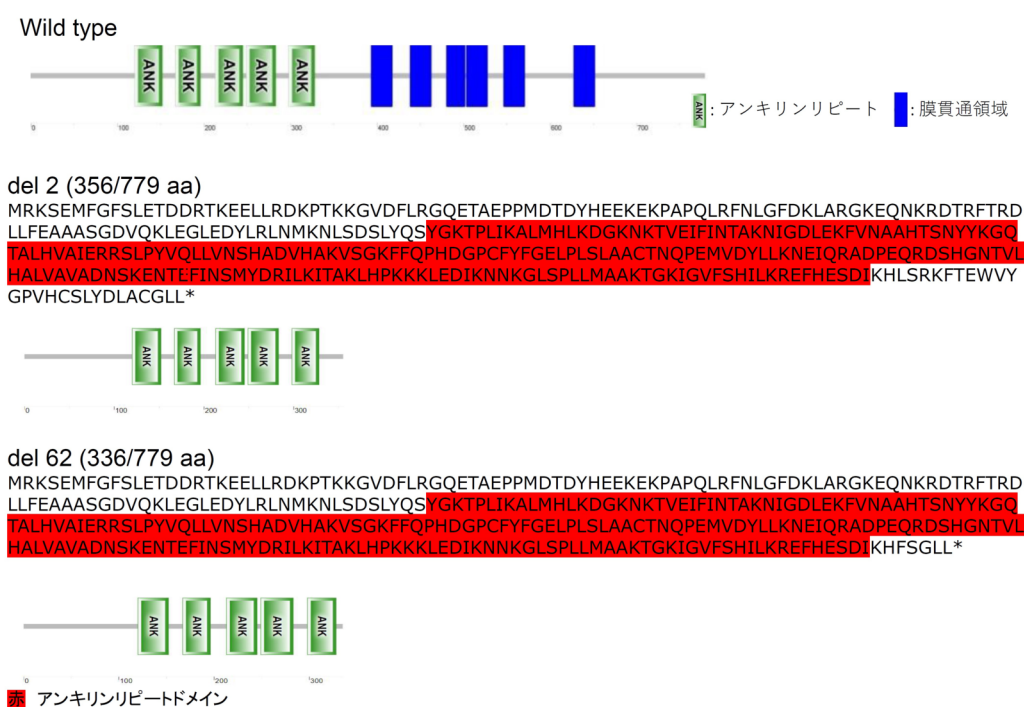 Wild type
ANK ANK ANK ANK ANK
ANK : アンキリンリピート : 膜貫通領域
0 100 200 300 400 500 600 700
del 2 (356/779 aa)
MRKSEMFGFSLETDDRTKEELLRDKPTKKGVDFLRGQETAEPPMDTDYHEEKEKPAPQLRFNLGFDKLARGKEQNKRDTRFTRD
LLFEAAASGDVQKLEGLEDYLRLNMKNLSDSLYQSYGKTPLIKALMHLKDGKNKTVEIFINTAKNIGDLEKFVNAAHTSNYYKGQ
TALHVAIERRSLPYVQLLVNSHADVHAKVSGKFFQPHDGPCFYFGELPLSLAACTNQPEMVDYLLKNEIQRADPEQRDSHGNTVL
HALVAVADNSKENTEFINSMYDRILKITAKLHPKKKLEDIKNNKGLSPLLMAAKTGKIGVFSHILKREFHESDIKHLSRKFTEWVY
GPVHCSLYDLACGLL*
ANK ANK ANK ANK ANK
0 100 200 300
del 62 (336/779 aa)
MRKSEMFGFSLETDDRTKEELLRDKPTKKGVDFLRGQETAEPPMDTDYHEEKEKPAPQLRFNLGFDKLARGKEQNKRDTRFTRD
LLFEAAASGDVQKLEGLEDYLRLNMKNLSDSLYQSYGKTPLIKALMHLKDGKNKTVEIFINTAKNIGDLEKFVNAAHTSNYYKGQ
TALHVAIERRSLPYVQLLVNSHADVHAKVSGKFFQPHDGPCFYFGELPLSLAACTNQPEMVDYLLKNEIQRADPEQRDSHGNTVL
HALVAVADNSKENTEFINSMYDRILKITAKLHPKKKLEDIKNNKGLSPLLMAAKTGKIGVFSHILKREFHESDIKHFSGLL*
ANK ANK ANK ANK ANK
0 100 200 300
赤 アンキリンリピートドメイン